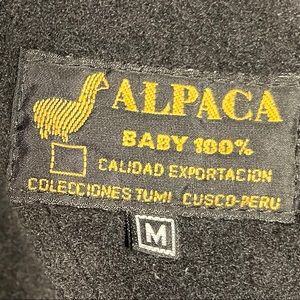 ALPACA
BABY 100%
CALIDAD EXPORTACION
COLECCIONES TUMI CUSCO-PERU
M